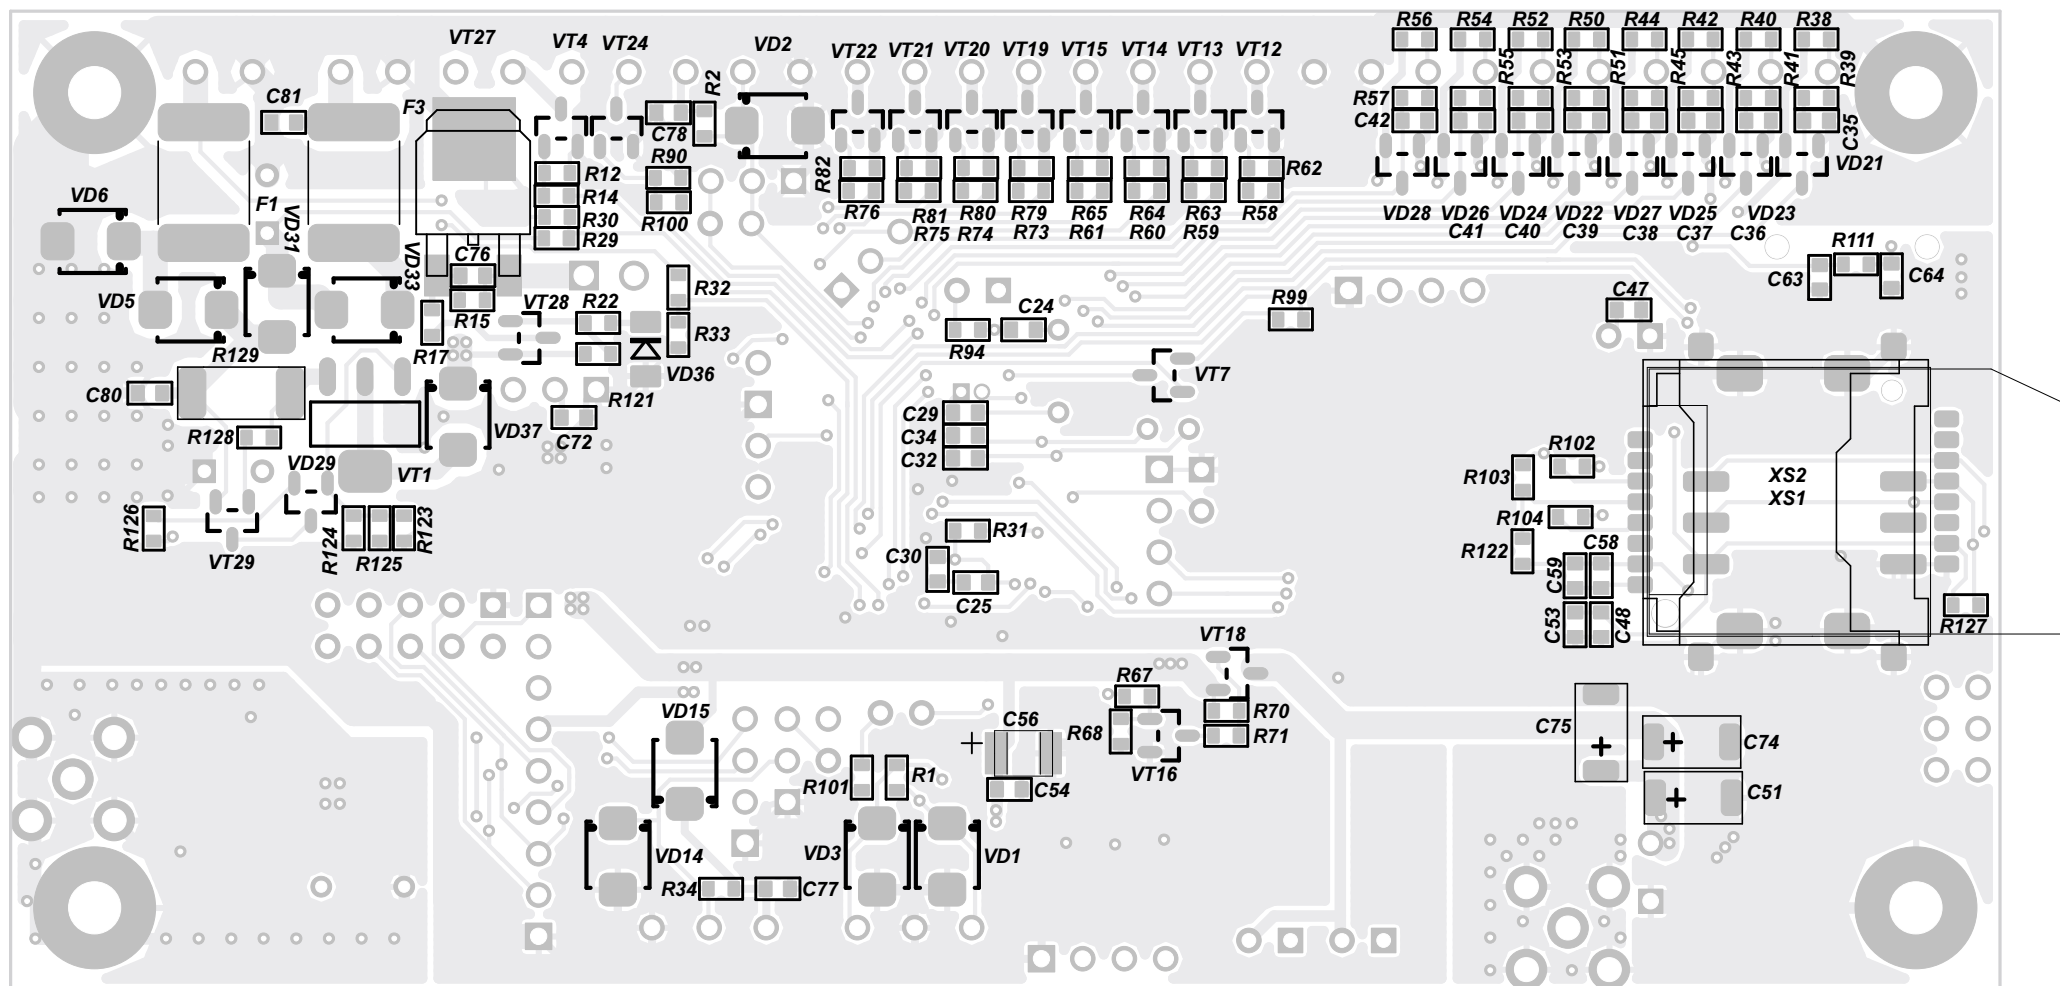 R56 R54 R52 R50 R44 R42 R40 R38
VT27 VT4 VT24 VD2 VT22 VT21 VT20 VT19 VT15 VT14 VT13 VT12
R55 R53 R51 R45 R43 R41 R39
R2
C81 F3 C78 R57
C42 C35
R90 R82 R62 VD21
R12
R14
R30 R100 R76 R81 R80 R79 R65 R64 R63 R58
R29 R75 R74 R73 R61 R60 R59
VD6 F1 VD31
VD28 VD26 VD24 VD22 VD27 VD25 VD23
C41 C40 C39 C38 C37 C36
VD33 C76 R111
C63 C64
VD5 R15 VT28 R22 R32 R99 C47
R129 R17 R33 R94 C24
VD36 VT7
C80 R121
C29
R128 VD37 C72 C34
C32
VD29 VT1 R102
R103 XS2
XS1
R126 VT29 R124 R125 R123 R31 R104
R122 C59 C58
C30
C25
C53 C48 R127
VT18
R67
VD15 C56 R68 R70
R71
VT16
C75 C74
R101 R1 C54 C51
VD14 VD3 VD1
R34 C77